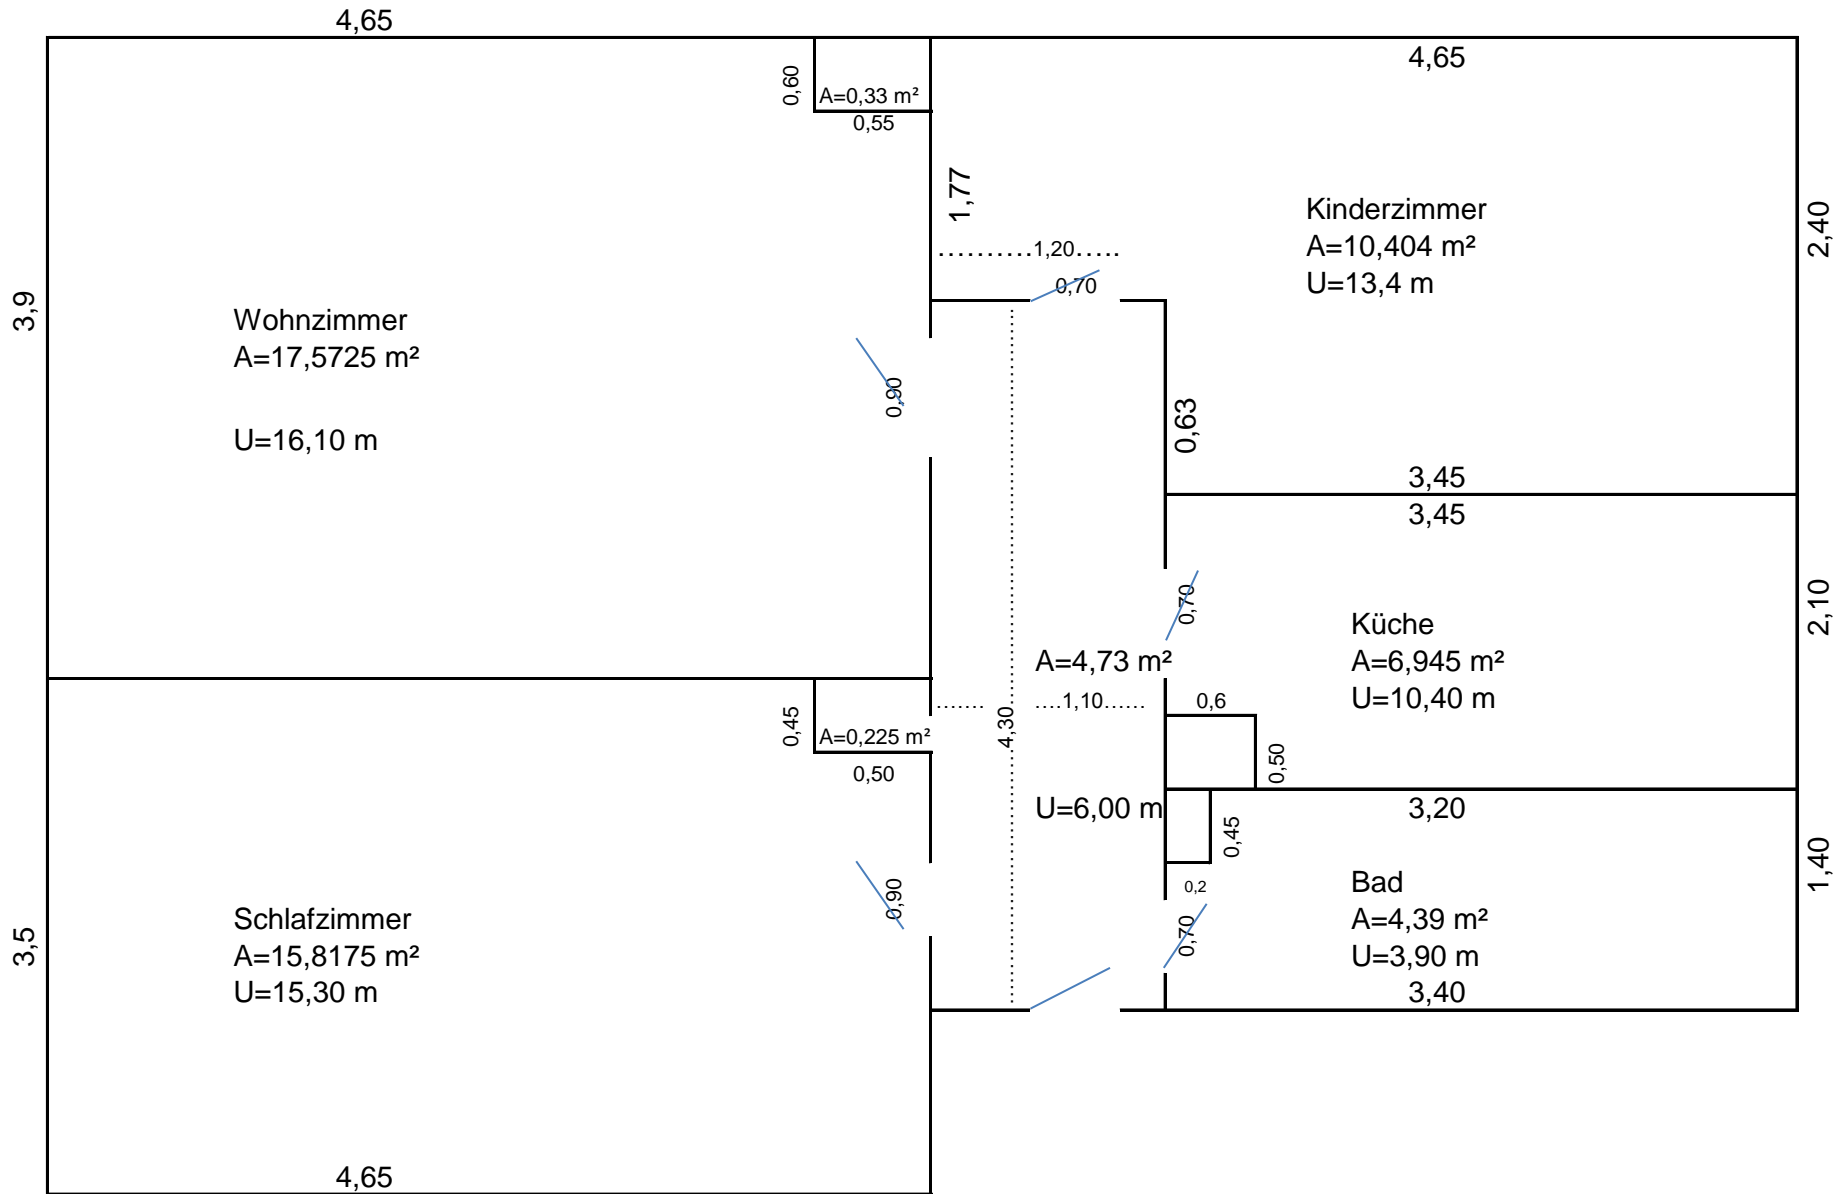 4,65
4,65
0,60
A=0,33 m²
0,55
1,77
Kinderzimmer
A=10,404 m²
U=13,4 m
2,40
..........1,20.....
0,70
3,9
Wohnzimmer
A=17,5725 m²
U=16,10 m
0,90
0,63
3,45
3,45
0,70
2,10
Küche
A=6,945 m²
U=10,40 m
A=4,73 m²
....... ....1,10......
4,30
0,6
0,50
0,45
A=0,225 m²
0,50
U=6,00 m
3,20
0,45
1,40
0,2
Bad
A=4,39 m²
U=3,90 m
3,40
0,70
0,90
3,5
Schlafzimmer
A=15,8175 m²
U=15,30 m
4,65